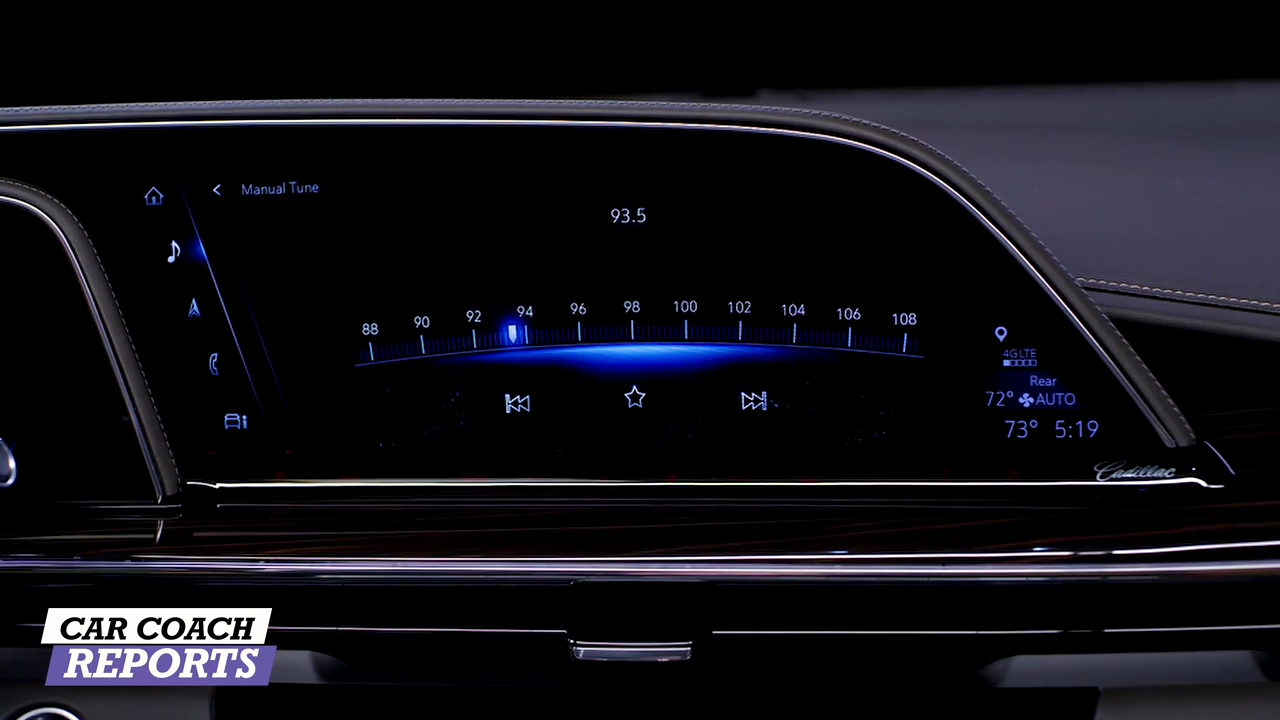 Manual Tune
93.5
88 90 92 94 96 98 100 102 104 106 108
4G LTE
Rear
72° AUTO
73° 5:19
Cadillac
CAR COACH
REPORTS